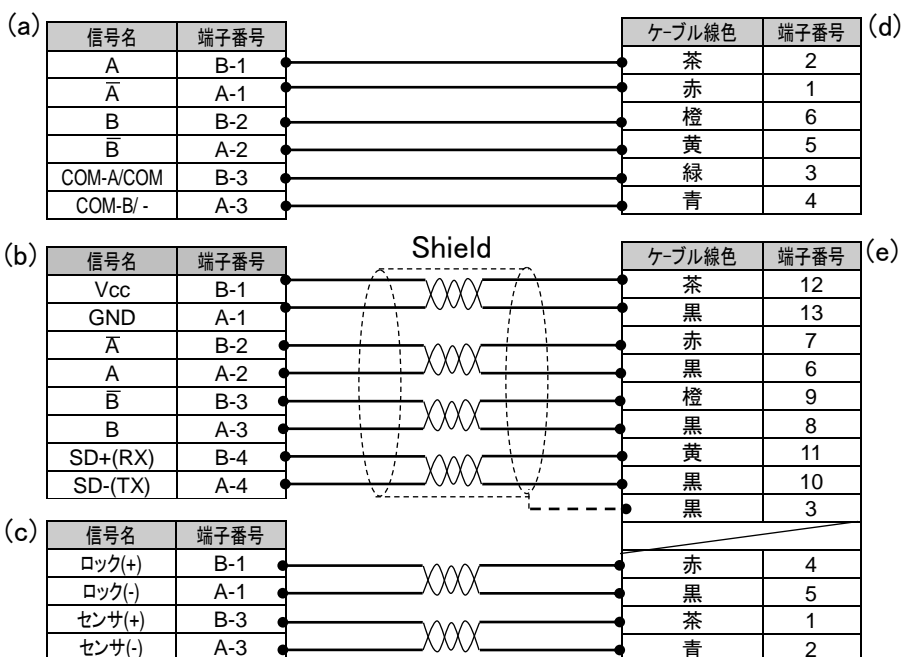 (a)
信号名 端子番号
A B-1
A̅ A-1
B B-2
B̅ A-2
COM-A/COM B-3
COM-B/ - A-3
ケーブル線色 端子番号
(d)
茶 2
赤 1
橙 6
黄 5
緑 3
青 4
Shield
(b)
信号名 端子番号
Vcc B-1
GND A-1
A̅ B-2
A A-2
B̅ B-3
B A-3
SD+(RX) B-4
SD-(TX) A-4
ケーブル線色 端子番号
(e)
茶 12
黒 13
赤 7
黒 6
橙 9
黒 8
黄 11
黒 10
黒 3
(c)
信号名 端子番号
ロック(+) B-1
ロック(-) A-1
センサ(+) B-3
センサ(-) A-3
赤 4
黒 5
茶 1
青 2